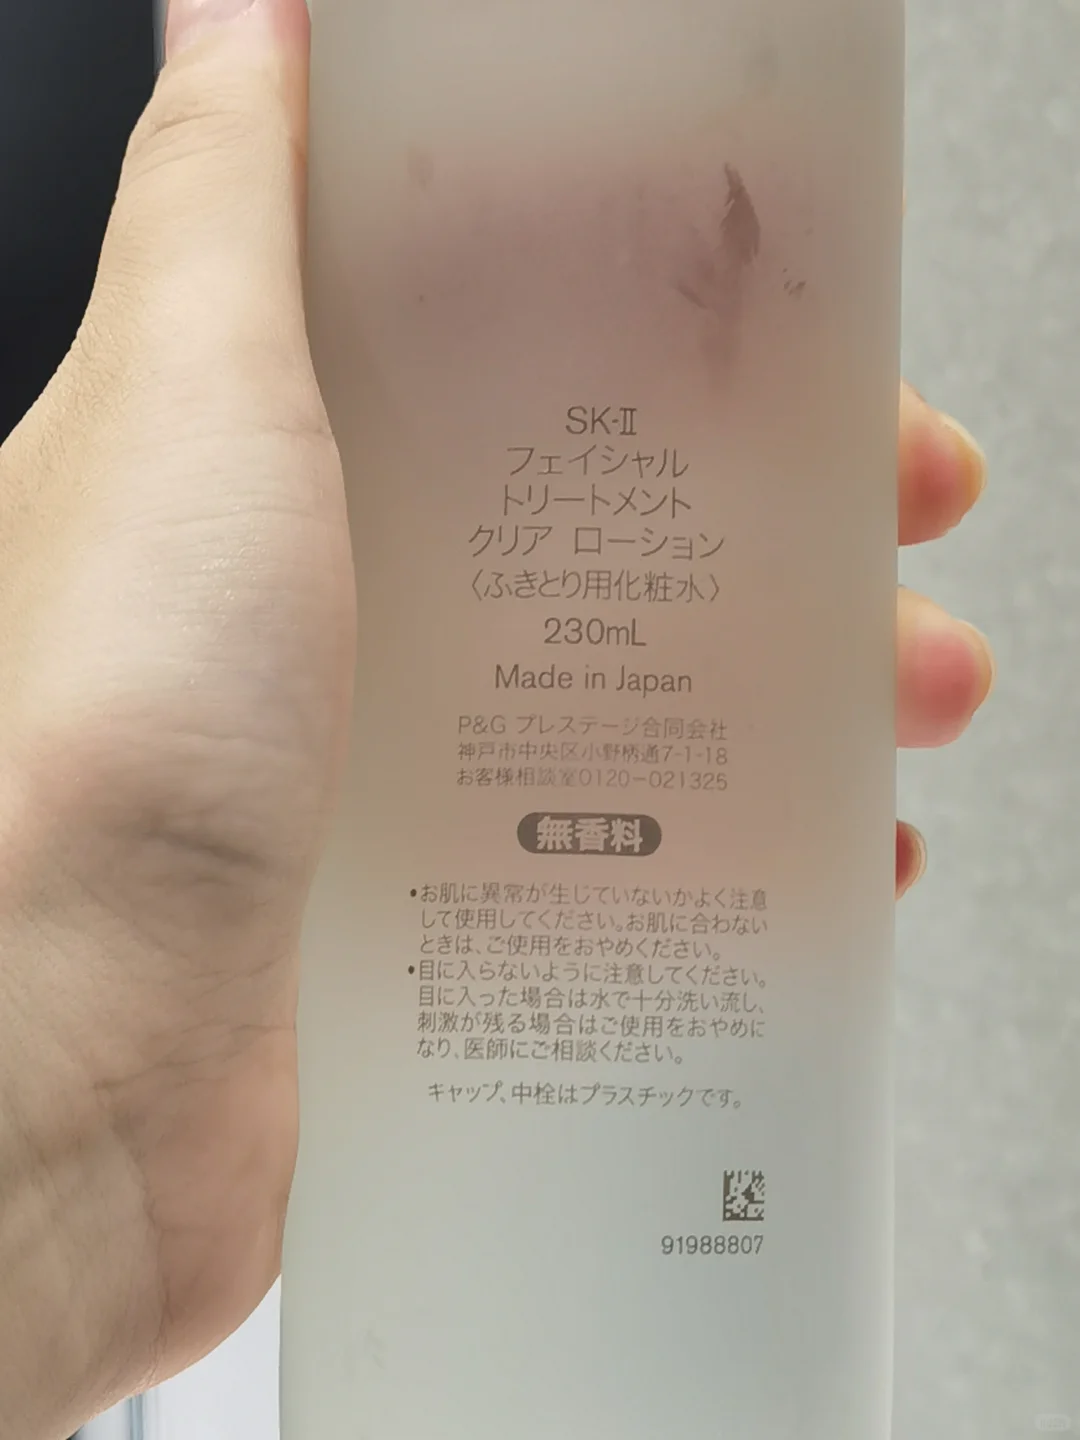 SK-Ⅱ
フェイシャル
トリートメント
クリア ローション
〈ふきとり用化粧水〉
230mL
Made in Japan
P&G プレステージ合同会社
神戸市中央区小野柄通7-1-18
お客様相談室0120-021325
無香料
•お肌に異常が生じていないかよく注意
して使用してください。お肌に合わない
ときは、ご使用をおやめください。
•目に入らないように注意してください。
目に入った場合は水で十分洗い流し、
刺激が残る場合はご使用をおやめに
なり、医師にご相談ください。
キャップ、中栓はプラスチックです。
91988807